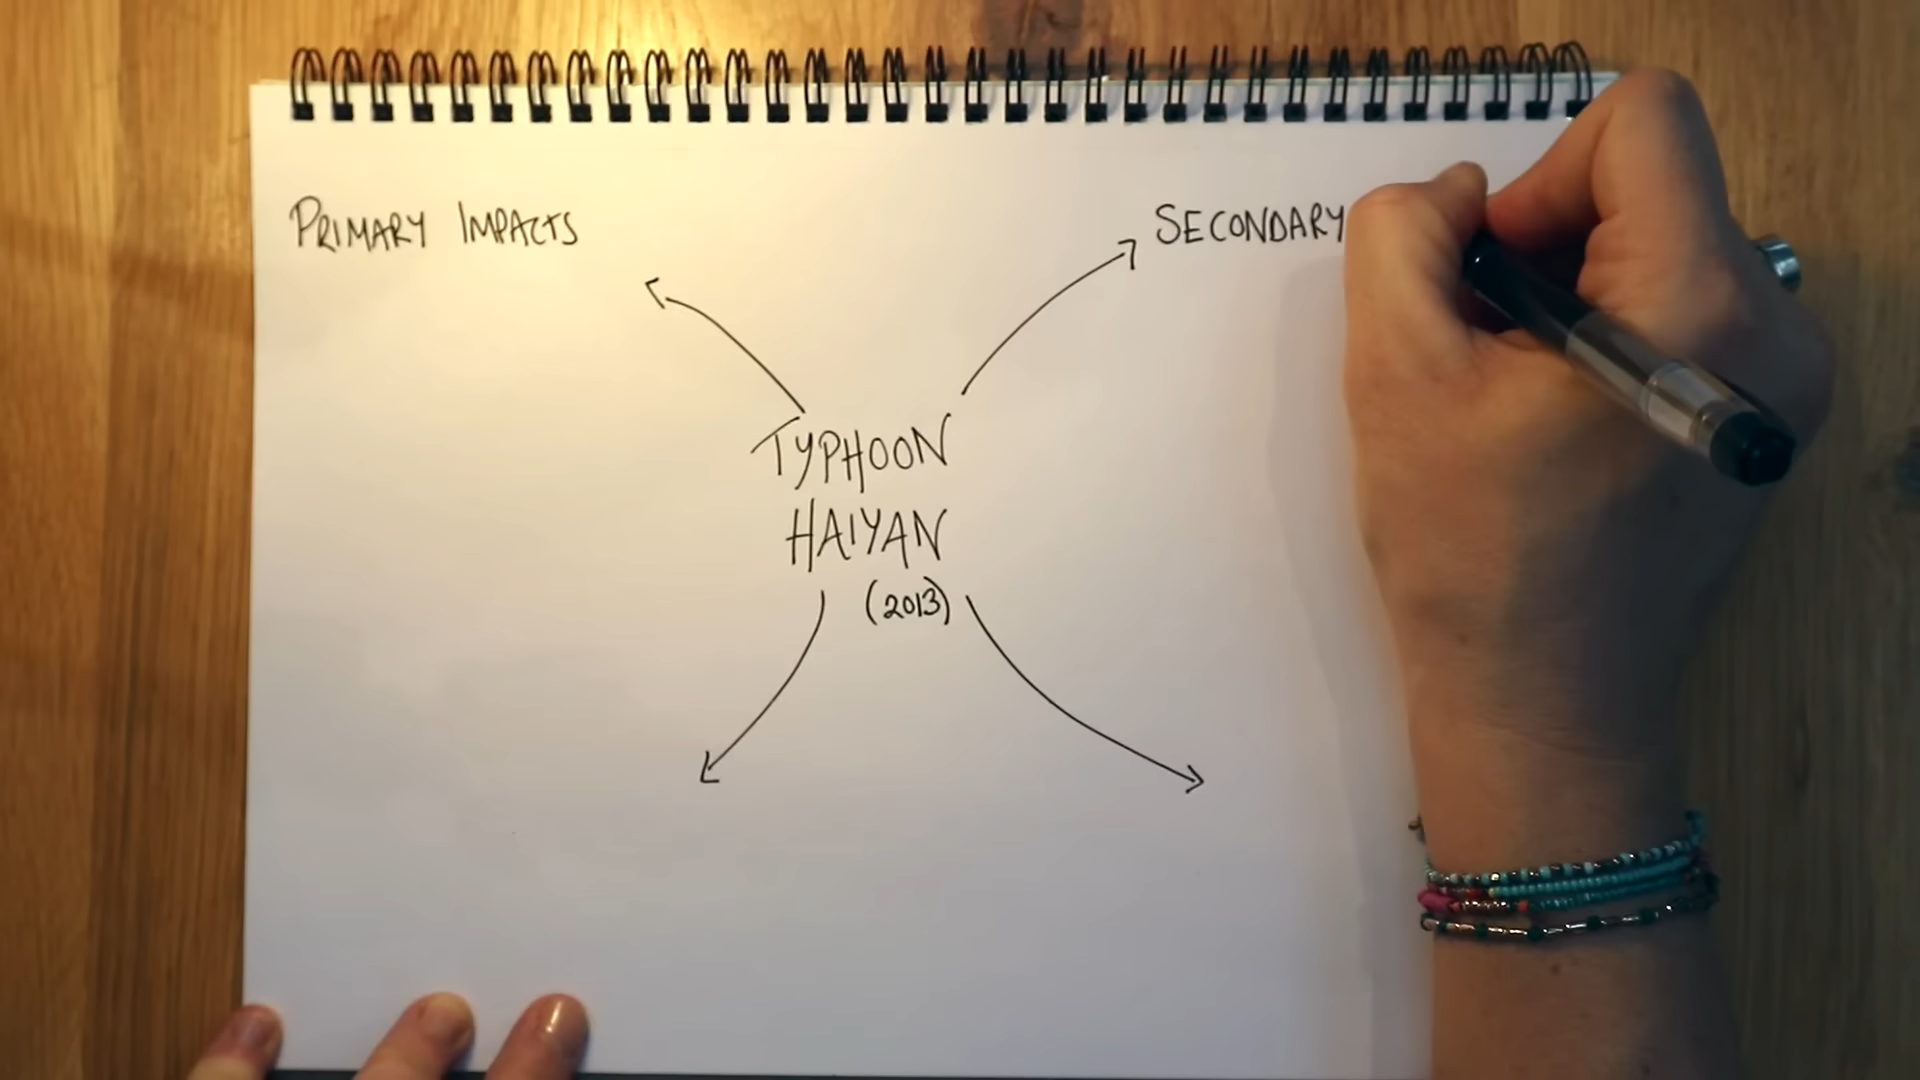 PRIMARY IMPACTS
SECONDARY
TYPHOON
HAIYAN
(2013)